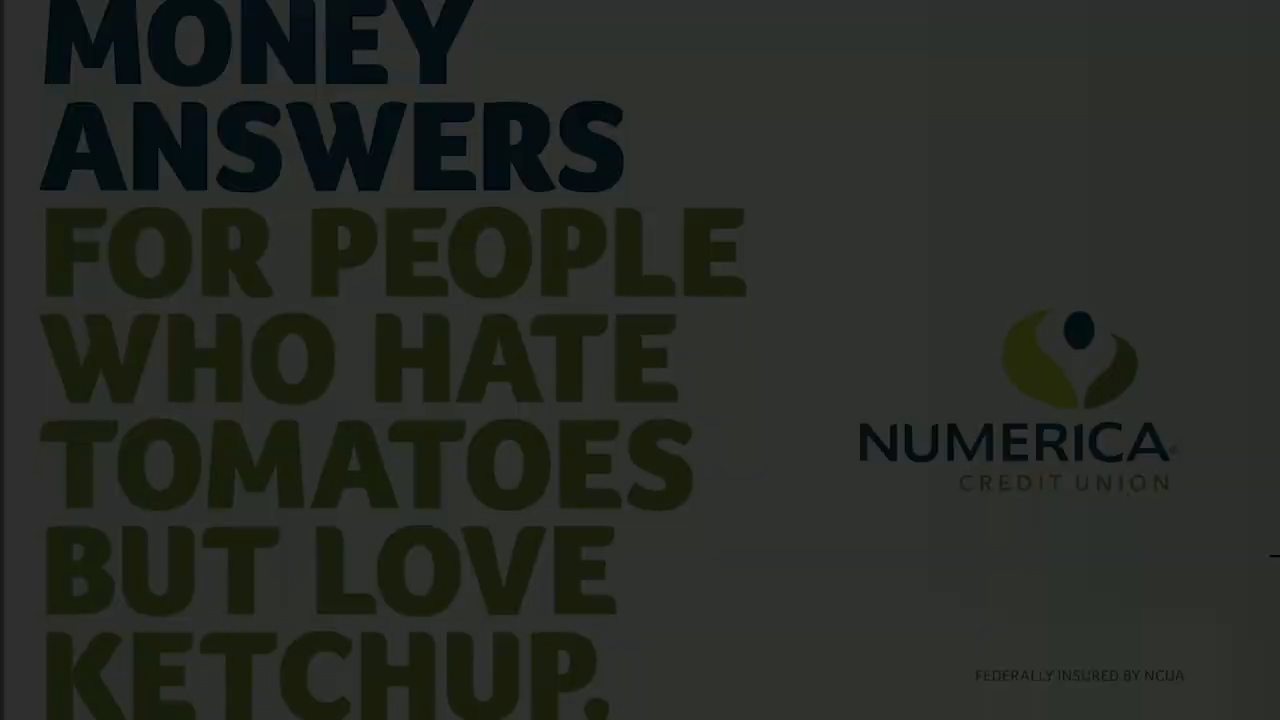 MONEY
ANSWERS
FOR PEOPLE
WHO HATE
TOMATOES
BUT LOVE
KETCHUP.
NUMERICA®
CREDIT UNION
FEDERALLY INSURED BY NCUA